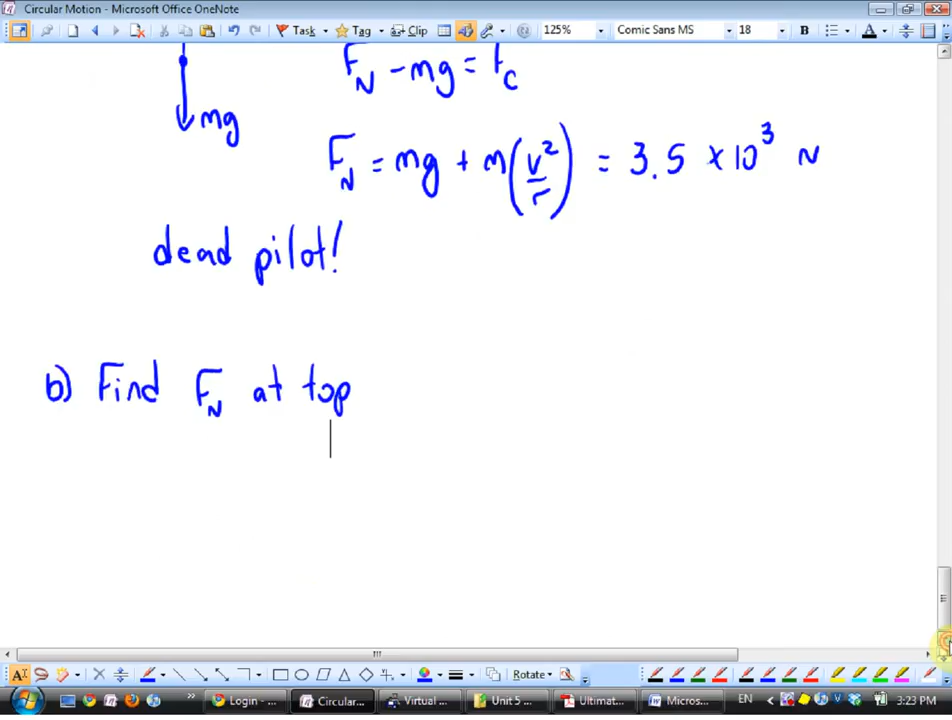 Circular Motion - Microsoft Office OneNote
Task
Tag
Clip
125%
Comic Sans MS
18
B
A
F_N - mg = F_C
mg
F_N = mg + m(v²/r) = 3.5 × 10³ N
dead pilot!
b) Find F_N at top
Rotate
Login - ...
Circular...
Virtual ...
Unit 5 ...
Ultimat...
Micros...
EN
3:23 PM